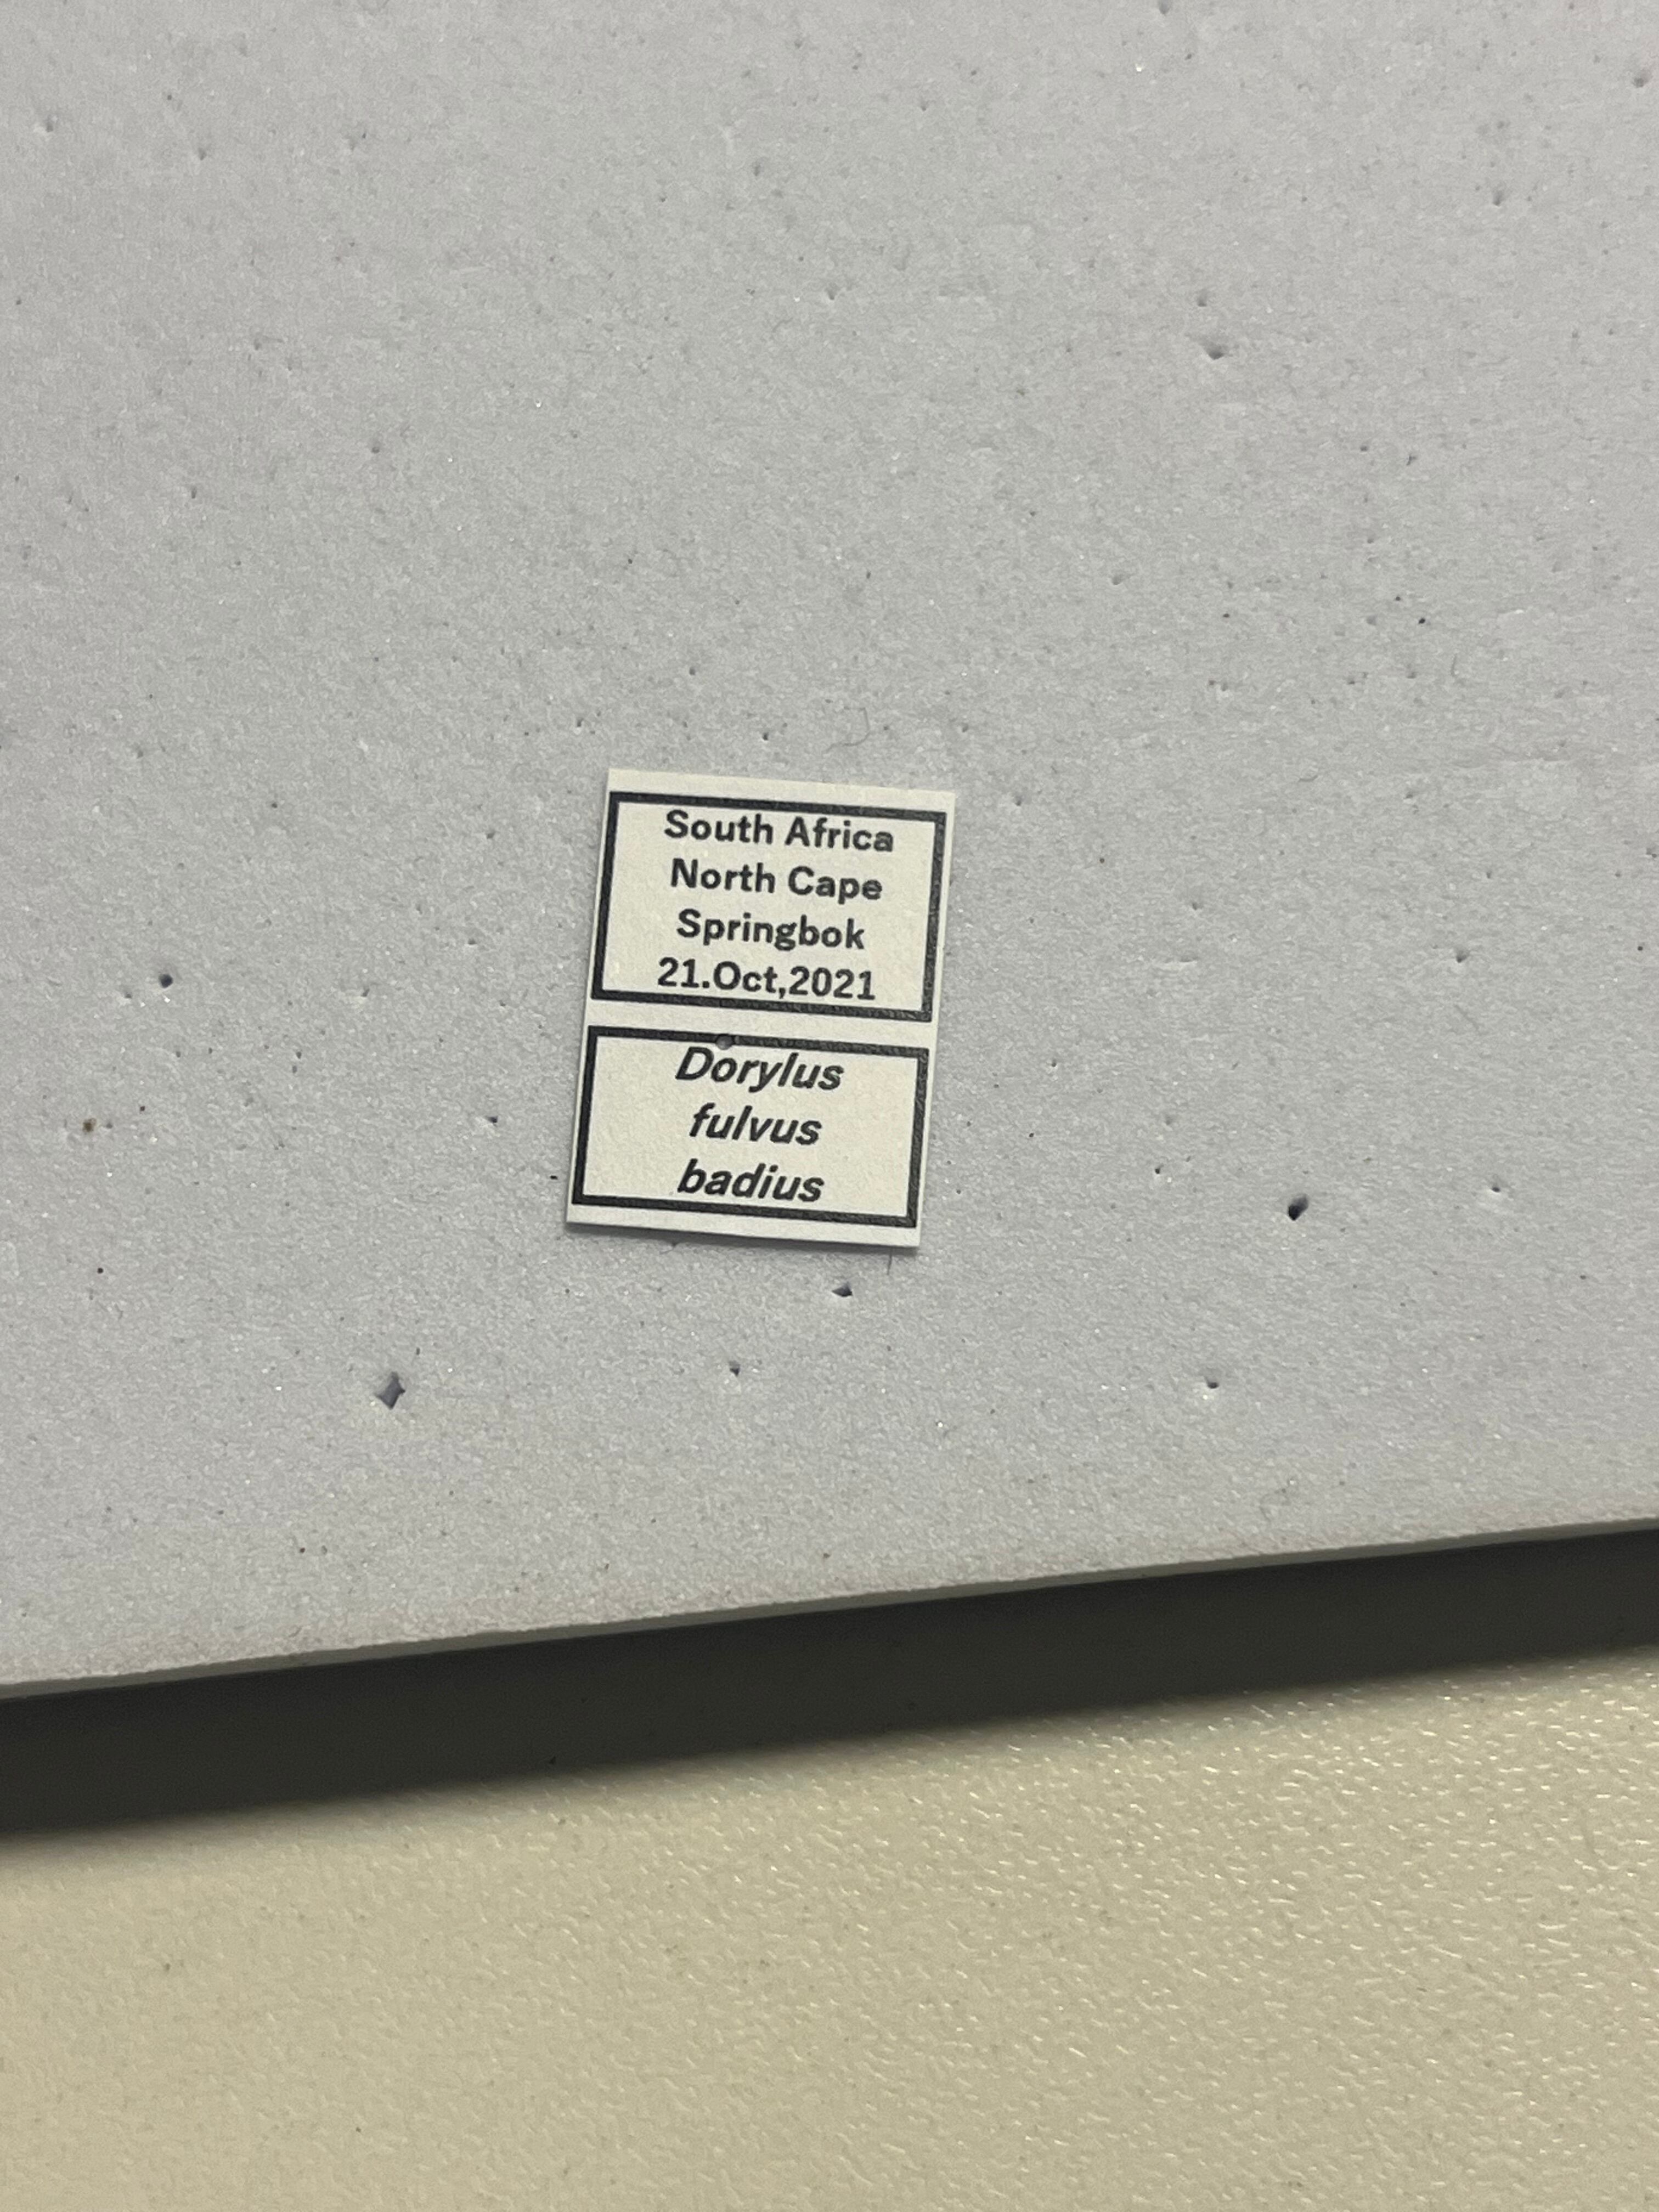 South Africa
North Cape
Springbok
21.Oct,2021
Dorylus
fulvus
badius